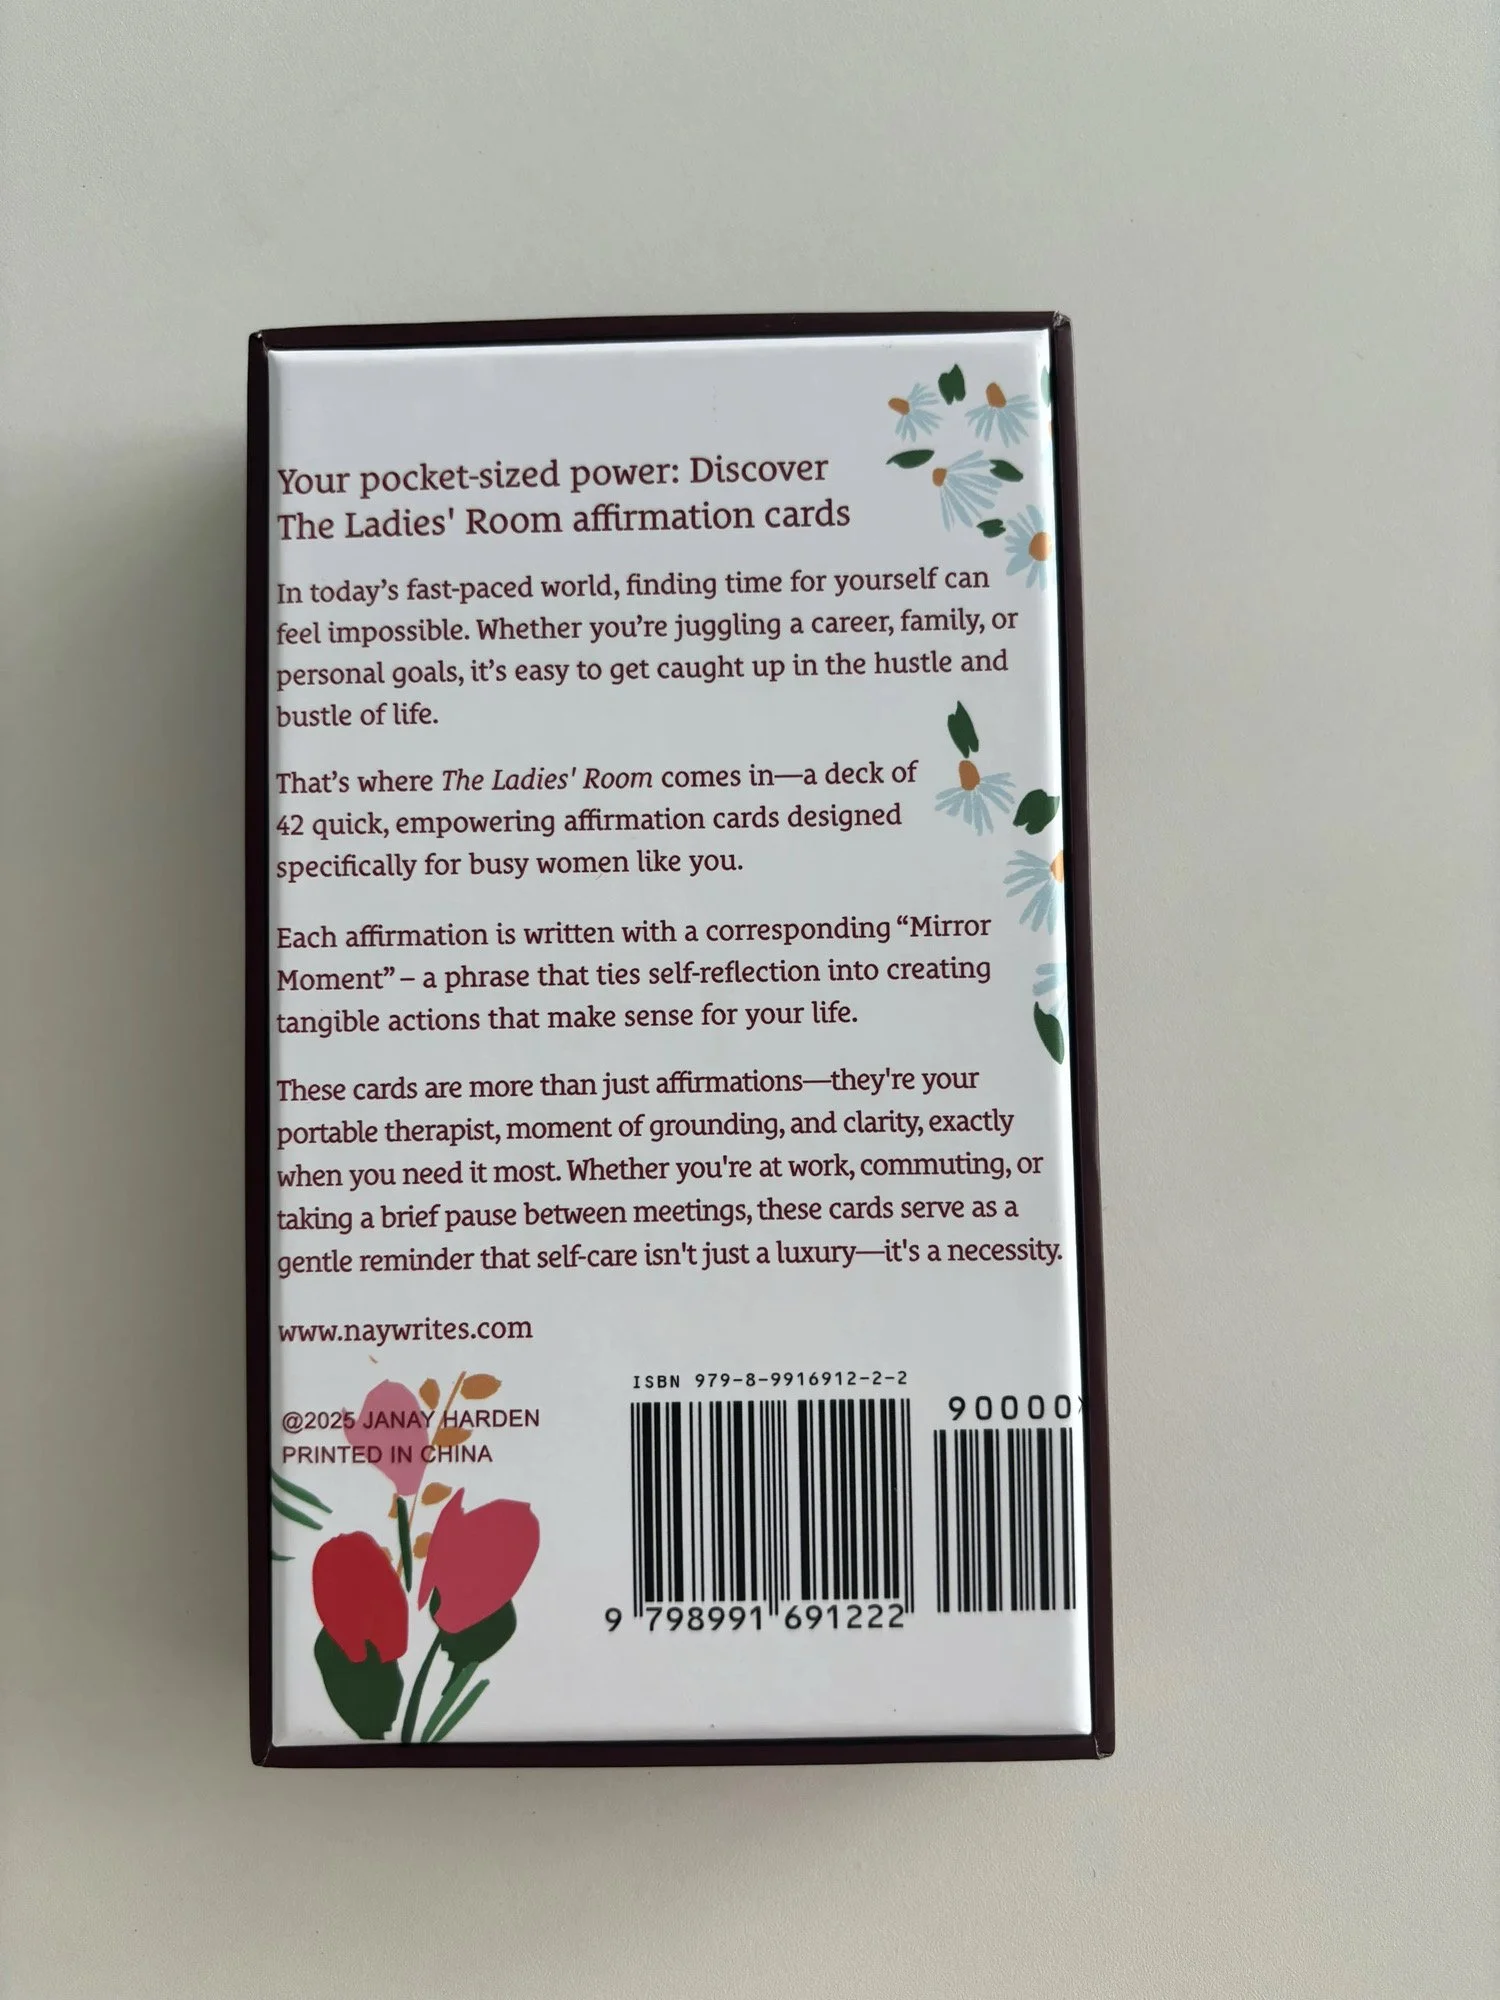 Your pocket-sized power: Discover
The Ladies' Room affirmation cards
In today’s fast-paced world, finding time for yourself can
feel impossible. Whether you’re juggling a career, family, or
personal goals, it’s easy to get caught up in the hustle and
bustle of life.
That’s where The Ladies' Room comes in—a deck of
42 quick, empowering affirmation cards designed
specifically for busy women like you.
Each affirmation is written with a corresponding “Mirror
Moment” – a phrase that ties self-reflection into creating
tangible actions that make sense for your life.
These cards are more than just affirmations—they're your
portable therapist, moment of grounding, and clarity, exactly
when you need it most. Whether you're at work, commuting, or
taking a brief pause between meetings, these cards serve as a
gentle reminder that self-care isn't just a luxury—it's a necessity.
www.naywrites.com
@2025 JANAY HARDEN
PRINTED IN CHINA
ISBN 979-8-9916912-2-2
90000>
9 798991 691222